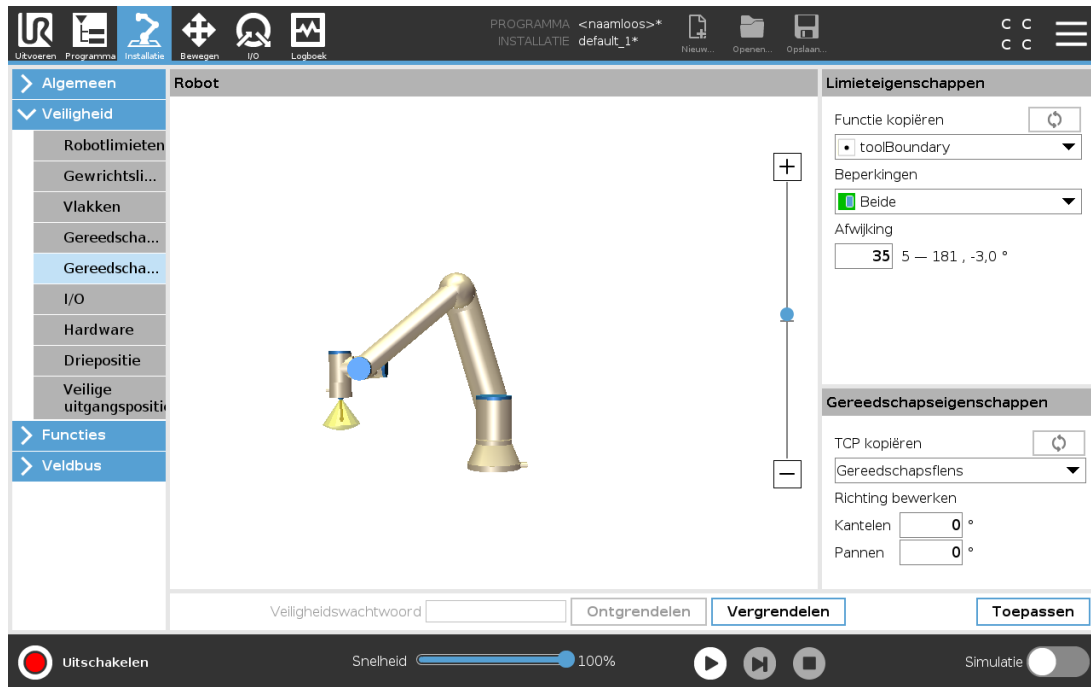 PROGRAMMA <naamloos>*
INSTALLATIE default_1*
Uitvoeren Programma Installatie Bewegen I/O Logboek
Nieuw... Openen... Opslaan...
C C
C C
Algemeen
Veiligheid
Robotlimieten
Gewrichtsli...
Vlakken
Gereedscha...
Gereedscha...
I/O
Hardware
Driepositie
Veilige
uitgangspositi
Functies
Veldbus
Robot
Limieteigenschappen
Functie kopiëren
toolBoundary
Beperkingen
Beide
Afwijking
35 5 — 181 , -3,0 °
Gereedschapseigenschappen
TCP kopiëren
Gereedschapsflens
Richting bewerken
Kantelen 0 °
Pannen 0 °
Veiligheidswachtwoord Ontgrendelen Vergrendelen Toepassen
Uitschakelen Snelheid 100% Simulatie